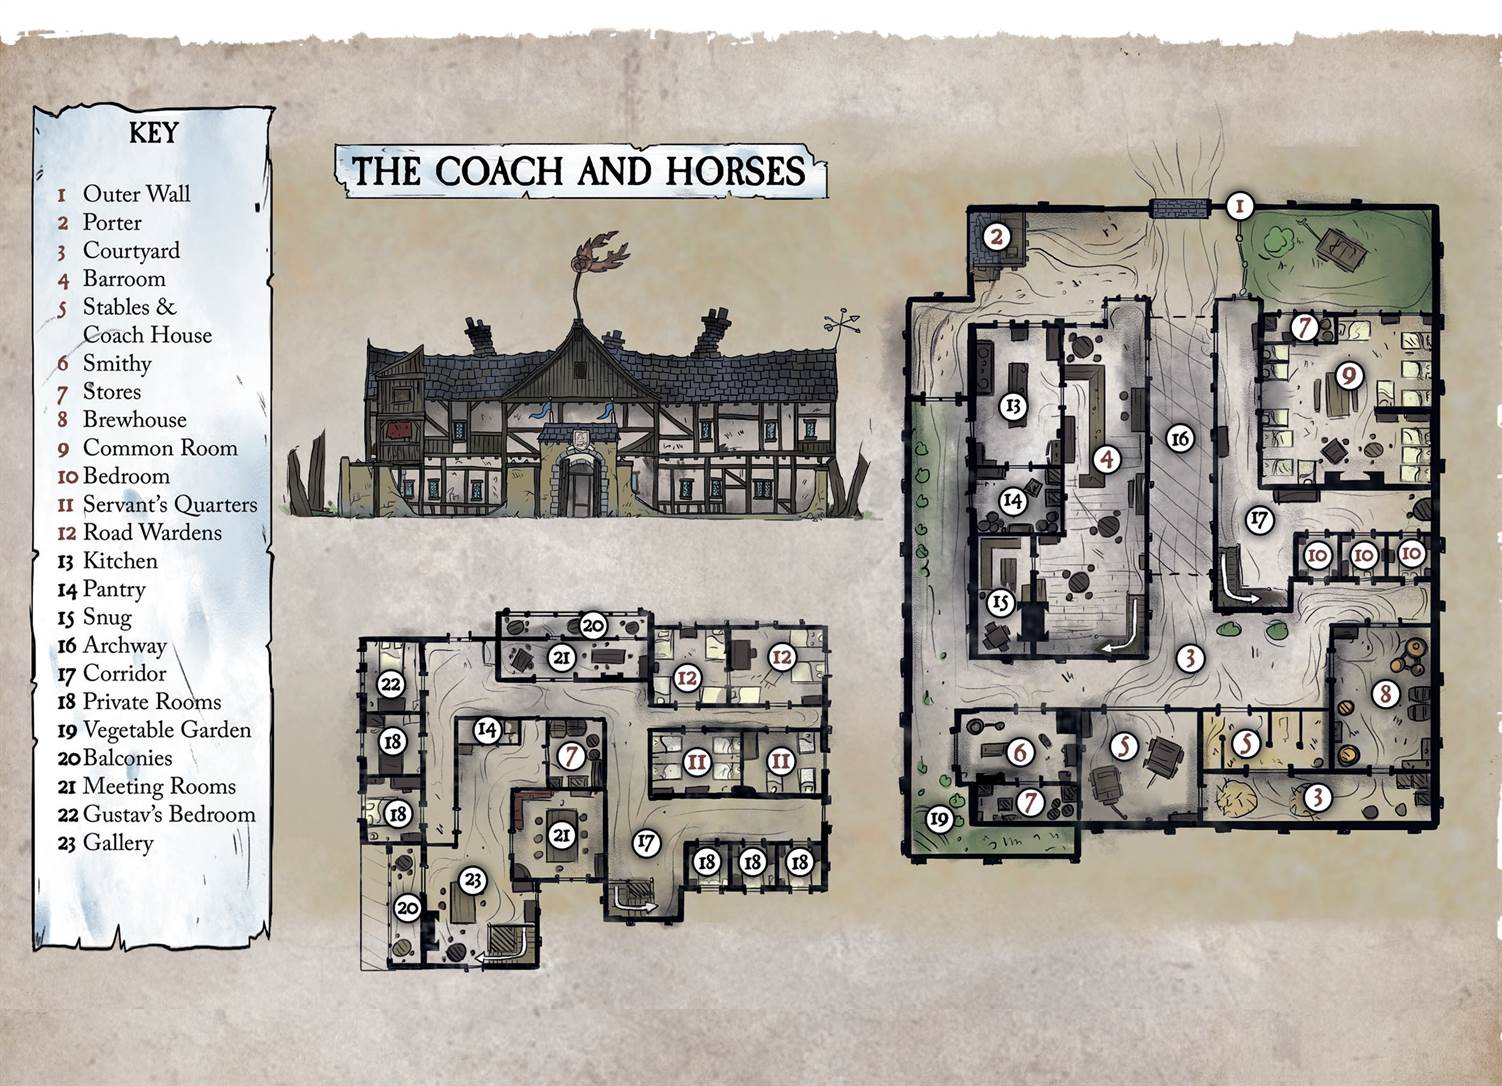 KEY
1 Outer Wall
2 Porter
3 Courtyard
4 Barroom
5 Stables &
Coach House
6 Smithy
7 Stores
8 Brewhouse
9 Common Room
10 Bedroom
11 Servant's Quarters
12 Road Wardens
13 Kitchen
14 Pantry
15 Snug
16 Archway
17 Corridor
18 Private Rooms
19 Vegetable Garden
20 Balconies
21 Meeting Rooms
22 Gustav's Bedroom
23 Gallery
THE COACH AND HORSES
20
21
12
12
22
18
14
7
11
11
18
21
17
18
18
18
23
20
1
2
7
9
13
16
4
14
17
10
10
10
15
3
8
6
5
5
7
3
19